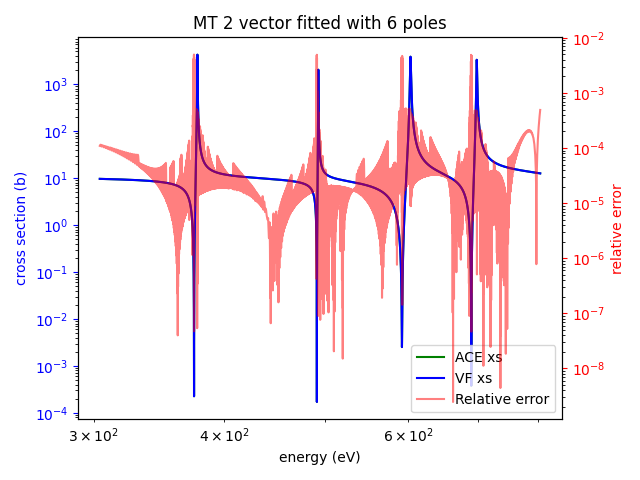 MT 2 vector fitted with 6 poles
cross section (b)
10³
10²
10¹
10⁰
10⁻¹
10⁻²
10⁻³
10⁻⁴
10⁻²
10⁻³
10⁻⁴
10⁻⁵
10⁻⁶
10⁻⁷
10⁻⁸
relative error
ACE xs
VF xs
Relative error
3 × 10² 4 × 10² 6 × 10²
energy (eV)